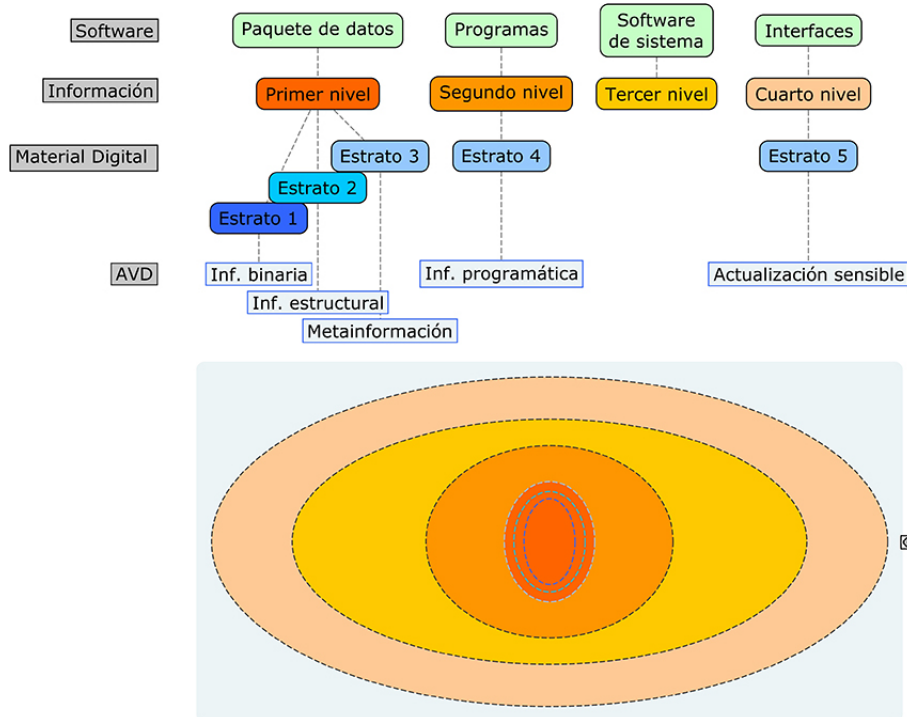 Software
Paquete de datos
Programas
Software
de sistema
Interfaces
Información
Primer nivel
Segundo nivel
Tercer nivel
Cuarto nivel
Material Digital
Estrato 3
Estrato 4
Estrato 5
Estrato 2
Estrato 1
AVD
Inf. binaria
Inf. programática
Actualización sensible
Inf. estructural
Metainformación